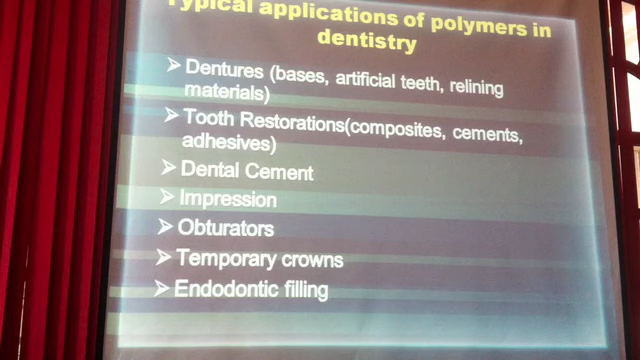 Typical applications of polymers in
dentistry
➢ Dentures (bases, artificial teeth, relining
materials)
➢ Tooth Restorations(composites, cements,
adhesives)
➢ Dental Cement
➢ Impression
➢ Obturators
➢ Temporary crowns
➢ Endodontic filling